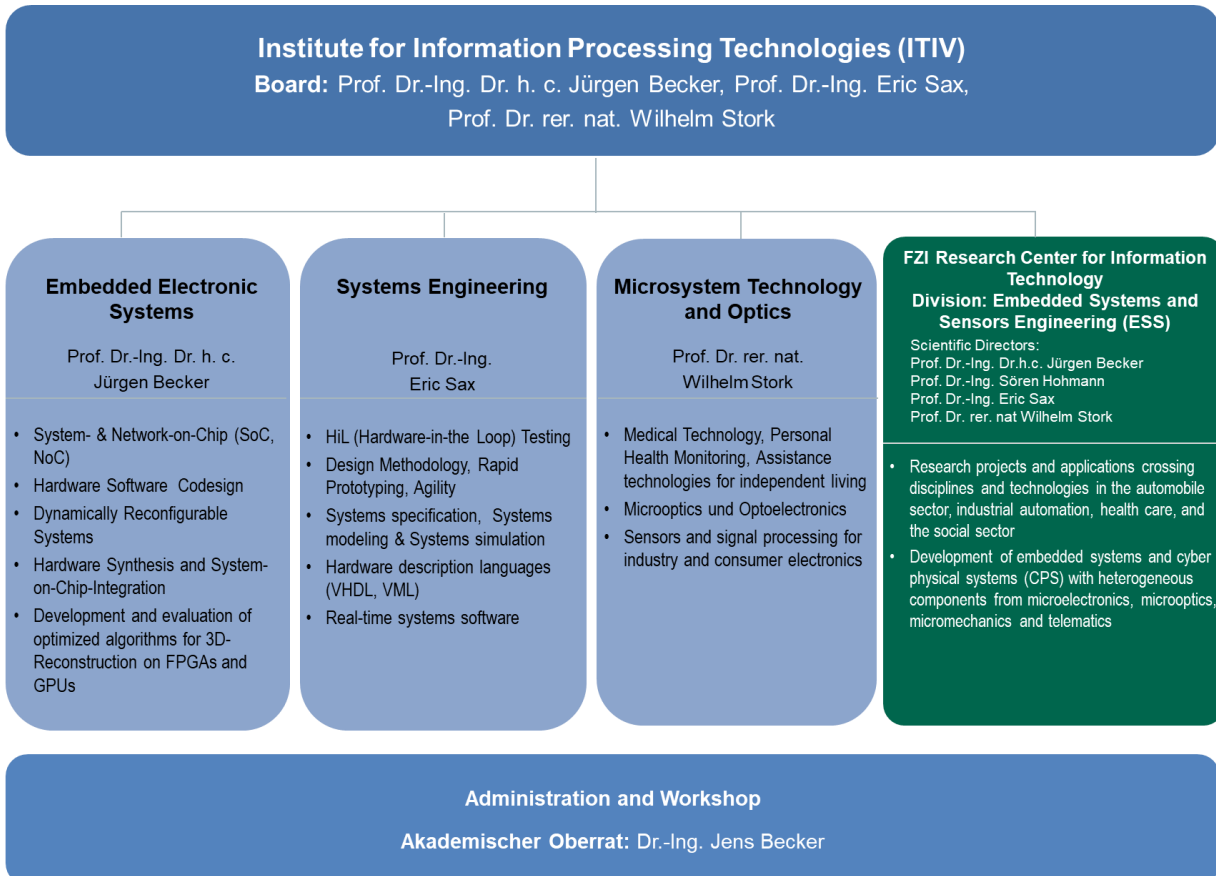 Institute for Information Processing Technologies (ITIV)
Board: Prof. Dr.-Ing. Dr. h. c. Jürgen Becker, Prof. Dr.-Ing. Eric Sax,
Prof. Dr. rer. nat. Wilhelm Stork
Embedded Electronic
Systems
Prof. Dr.-Ing. Dr. h. c.
Jürgen Becker
• System- & Network-on-Chip (SoC,
NoC)
• Hardware Software Codesign
• Dynamically Reconfigurable
Systems
• Hardware Synthesis and System-
on-Chip-Integration
• Development and evaluation of
optimized algorithms for 3D-
Reconstruction on FPGAs and
GPUs
Systems Engineering
Prof. Dr.-Ing.
Eric Sax
• HiL (Hardware-in-the Loop) Testing
• Design Methodology, Rapid
Prototyping, Agility
• Systems specification, Systems
modeling & Systems simulation
• Hardware description languages
(VHDL, VML)
• Real-time systems software
Microsystem Technology
and Optics
Prof. Dr. rer. nat.
Wilhelm Stork
• Medical Technology, Personal
Health Monitoring, Assistance
technologies for independent living
• Microoptics und Optoelectronics
• Sensors and signal processing for
industry and consumer electronics
FZI Research Center for Information
Technology
Division: Embedded Systems and
Sensors Engineering (ESS)
Scientific Directors:
Prof. Dr.-Ing. Dr.h.c. Jürgen Becker
Prof. Dr.-Ing. Sören Hohmann
Prof. Dr.-Ing. Eric Sax
Prof. Dr. rer. nat Wilhelm Stork
• Research projects and applications crossing
disciplines and technologies in the automobile
sector, industrial automation, health care, and
the social sector
• Development of embedded systems and cyber
physical systems (CPS) with heterogeneous
components from microelectronics, microoptics,
micromechanics and telematics
Administration and Workshop
Akademischer Oberrat: Dr.-Ing. Jens Becker